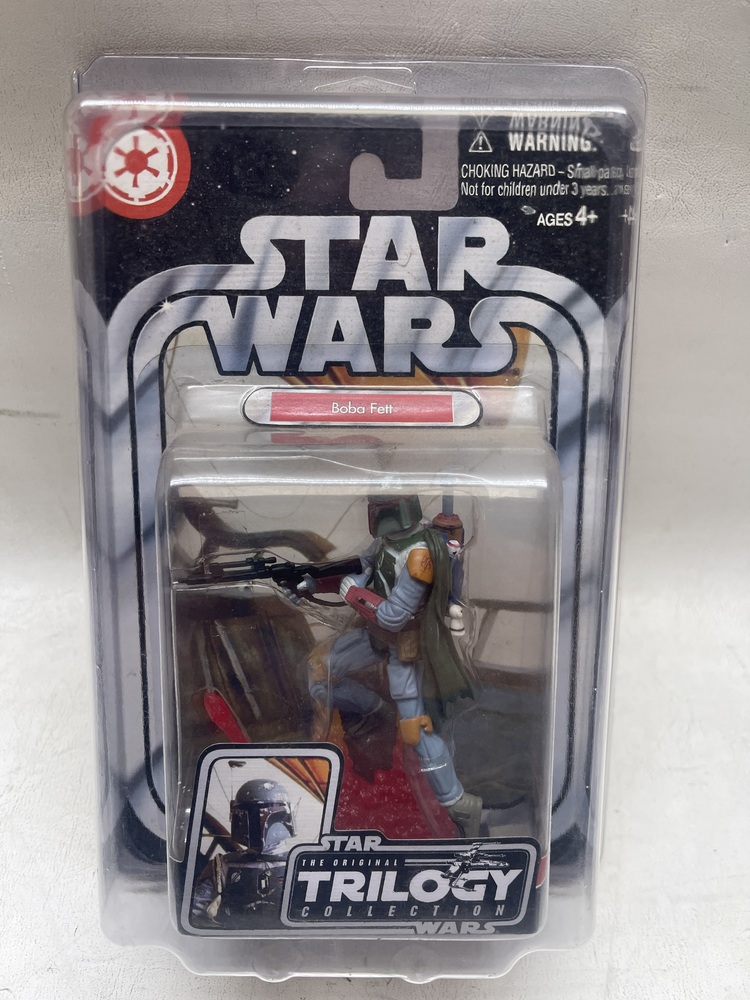 WARNING:
CHOKING HAZARD – Small pa
Not for children under 3 years.
AGES 4+
STAR
WARS
Boba Fett
STAR
THE ORIGINAL
TRILOGY
COLLECTION
WARS